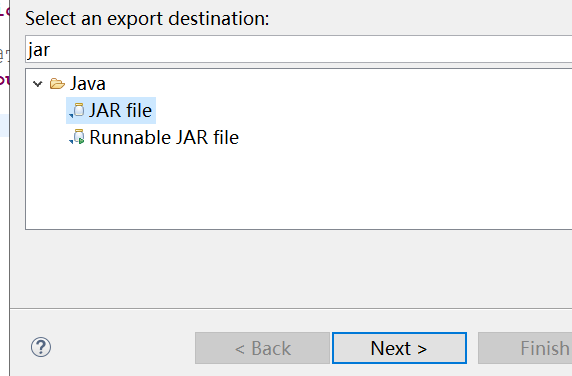 Select an export destination:
jar
Java
JAR file
Runnable JAR file
?
< Back
Next >
Finish